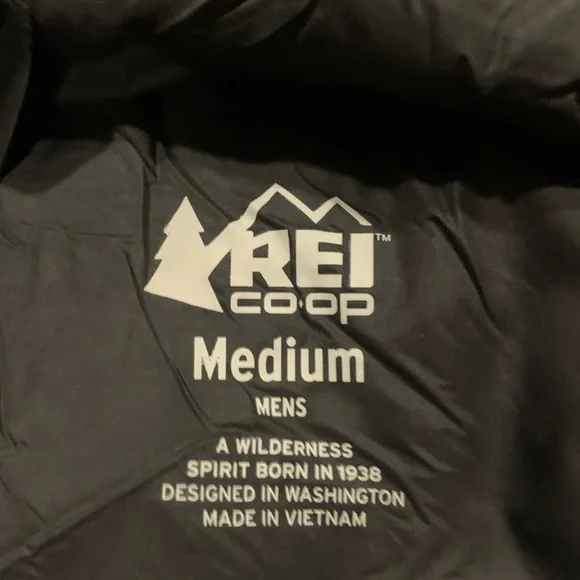 REI™
CO·OP
Medium
MENS
A WILDERNESS
SPIRIT BORN IN 1938
DESIGNED IN WASHINGTON
MADE IN VIETNAM